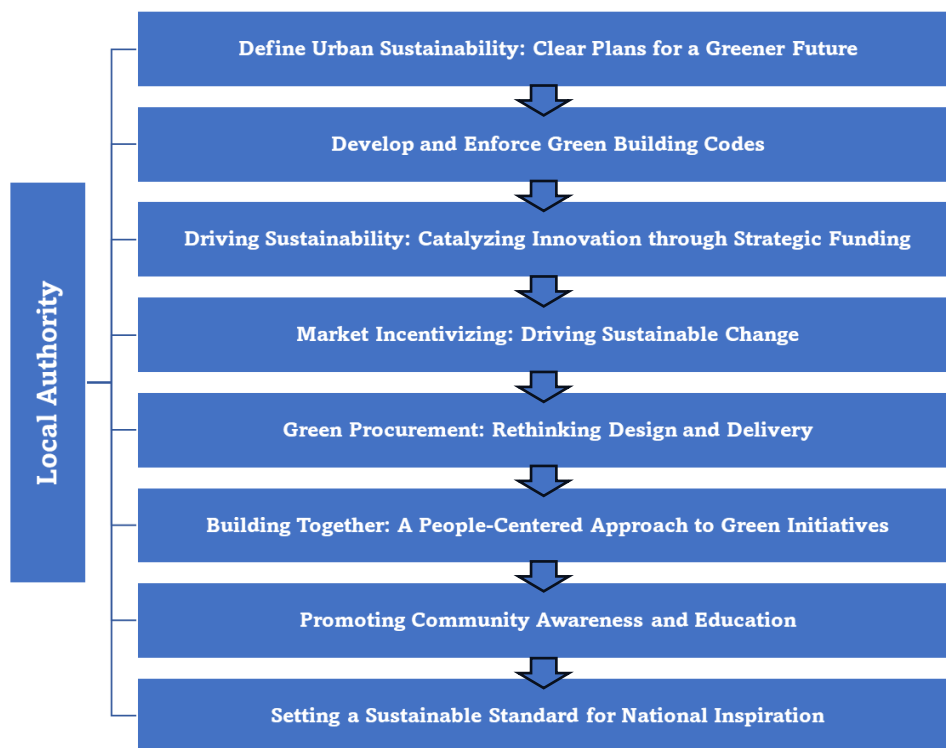 Local Authority
Define Urban Sustainability: Clear Plans for a Greener Future
Develop and Enforce Green Building Codes
Driving Sustainability: Catalyzing Innovation through Strategic Funding
Market Incentivizing: Driving Sustainable Change
Green Procurement: Rethinking Design and Delivery
Building Together: A People-Centered Approach to Green Initiatives
Promoting Community Awareness and Education
Setting a Sustainable Standard for National Inspiration